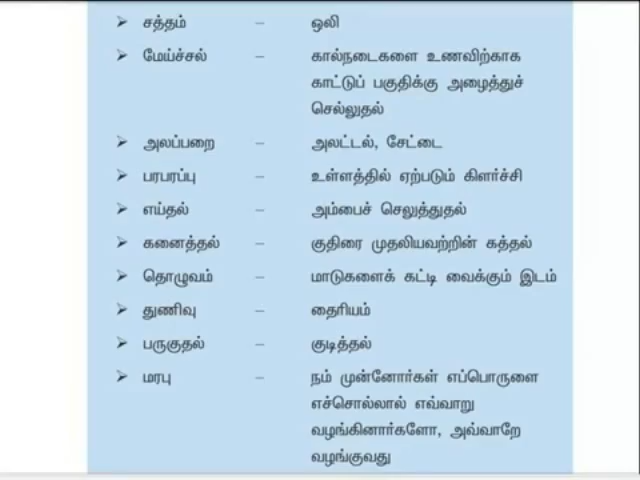 ➤ சத்தம் – ஒலி
➤ மேய்ச்சல் – கால்நடைகளை உணவிற்காக
காட்டுப் பகுதிக்கு அழைத்துச்
செல்லுதல்
➤ அலப்பறை – அலட்டல், சேட்டை
➤ பரபரப்பு – உள்ளத்தில் ஏற்படும் கிளர்ச்சி
➤ எய்தல் – அம்பைச் செலுத்துதல்
➤ கனைத்தல் – குதிரை முதலியவற்றின் கத்தல்
➤ தொழுவம் – மாடுகளைக் கட்டி வைக்கும் இடம்
➤ துணிவு – தைரியம்
➤ பருகுதல் – குடித்தல்
➤ மரபு – நம் முன்னோர்கள் எப்பொருளை
எச்சொல்லால் எவ்வாறு
வழங்கினார்களோ, அவ்வாறே
வழங்குவது